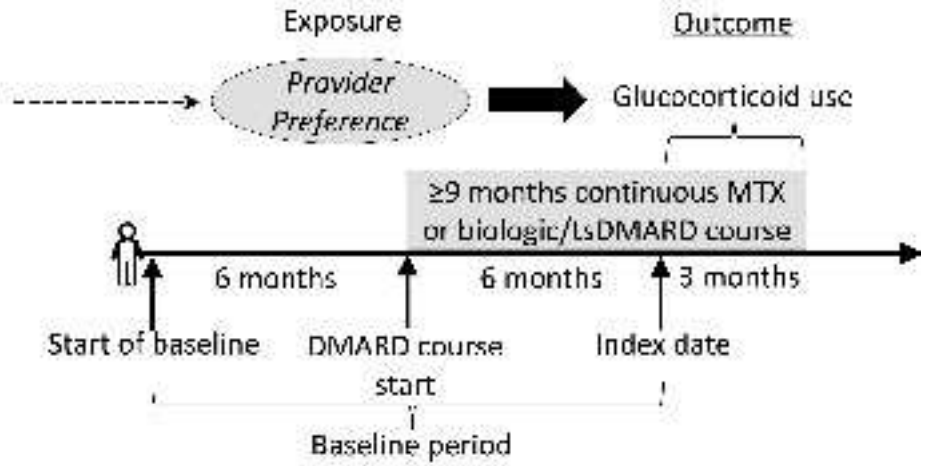 Exposure
Outcome
Provider
Preference
Glucocorticoid use
≥9 months continuous MTX
or biologic/tsDMARD course
6 months
6 months
3 months
Start of baseline
DMARD course
start
Index date
Baseline period